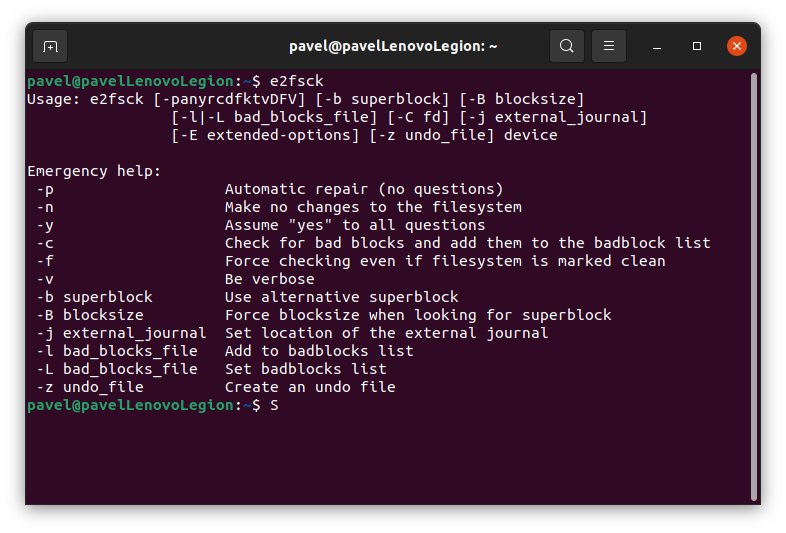 pavel@pavelLenovoLegion: ~
pavel@pavelLenovoLegion:~$ e2fsck
Usage: e2fsck [-panyrcdfktvDFV] [-b superblock] [-B blocksize]
                [-l|-L bad_blocks_file] [-C fd] [-j external_journal]
                [-E extended-options] [-z undo_file] device

Emergency help:
 -p                   Automatic repair (no questions)
 -n                   Make no changes to the filesystem
 -y                   Assume "yes" to all questions
 -c                   Check for bad blocks and add them to the badblock list
 -f                   Force checking even if filesystem is marked clean
 -v                   Be verbose
 -b superblock        Use alternative superblock
 -B blocksize         Force blocksize when looking for superblock
 -j external_journal  Set location of the external journal
 -l bad_blocks_file   Add to badblocks list
 -L bad_blocks_file   Set badblocks list
 -z undo_file         Create an undo file
pavel@pavelLenovoLegion:~$ S